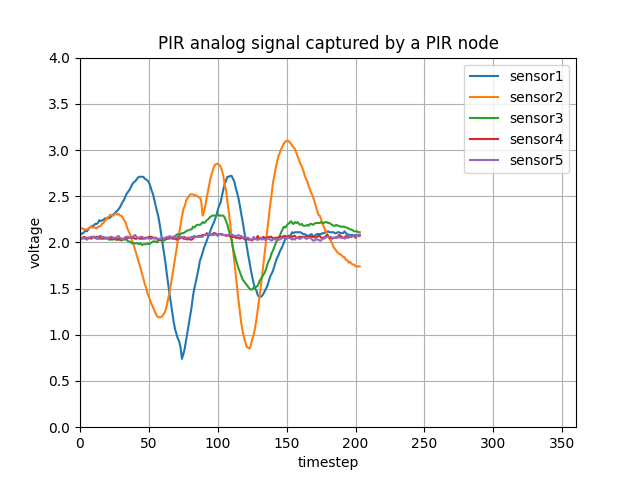 PIR analog signal captured by a PIR node
sensor1
sensor2
sensor3
sensor4
sensor5
voltage
4.0
3.5
3.0
2.5
2.0
1.5
1.0
0.5
0.0
0 50 100 150 200 250 300 350
timestep